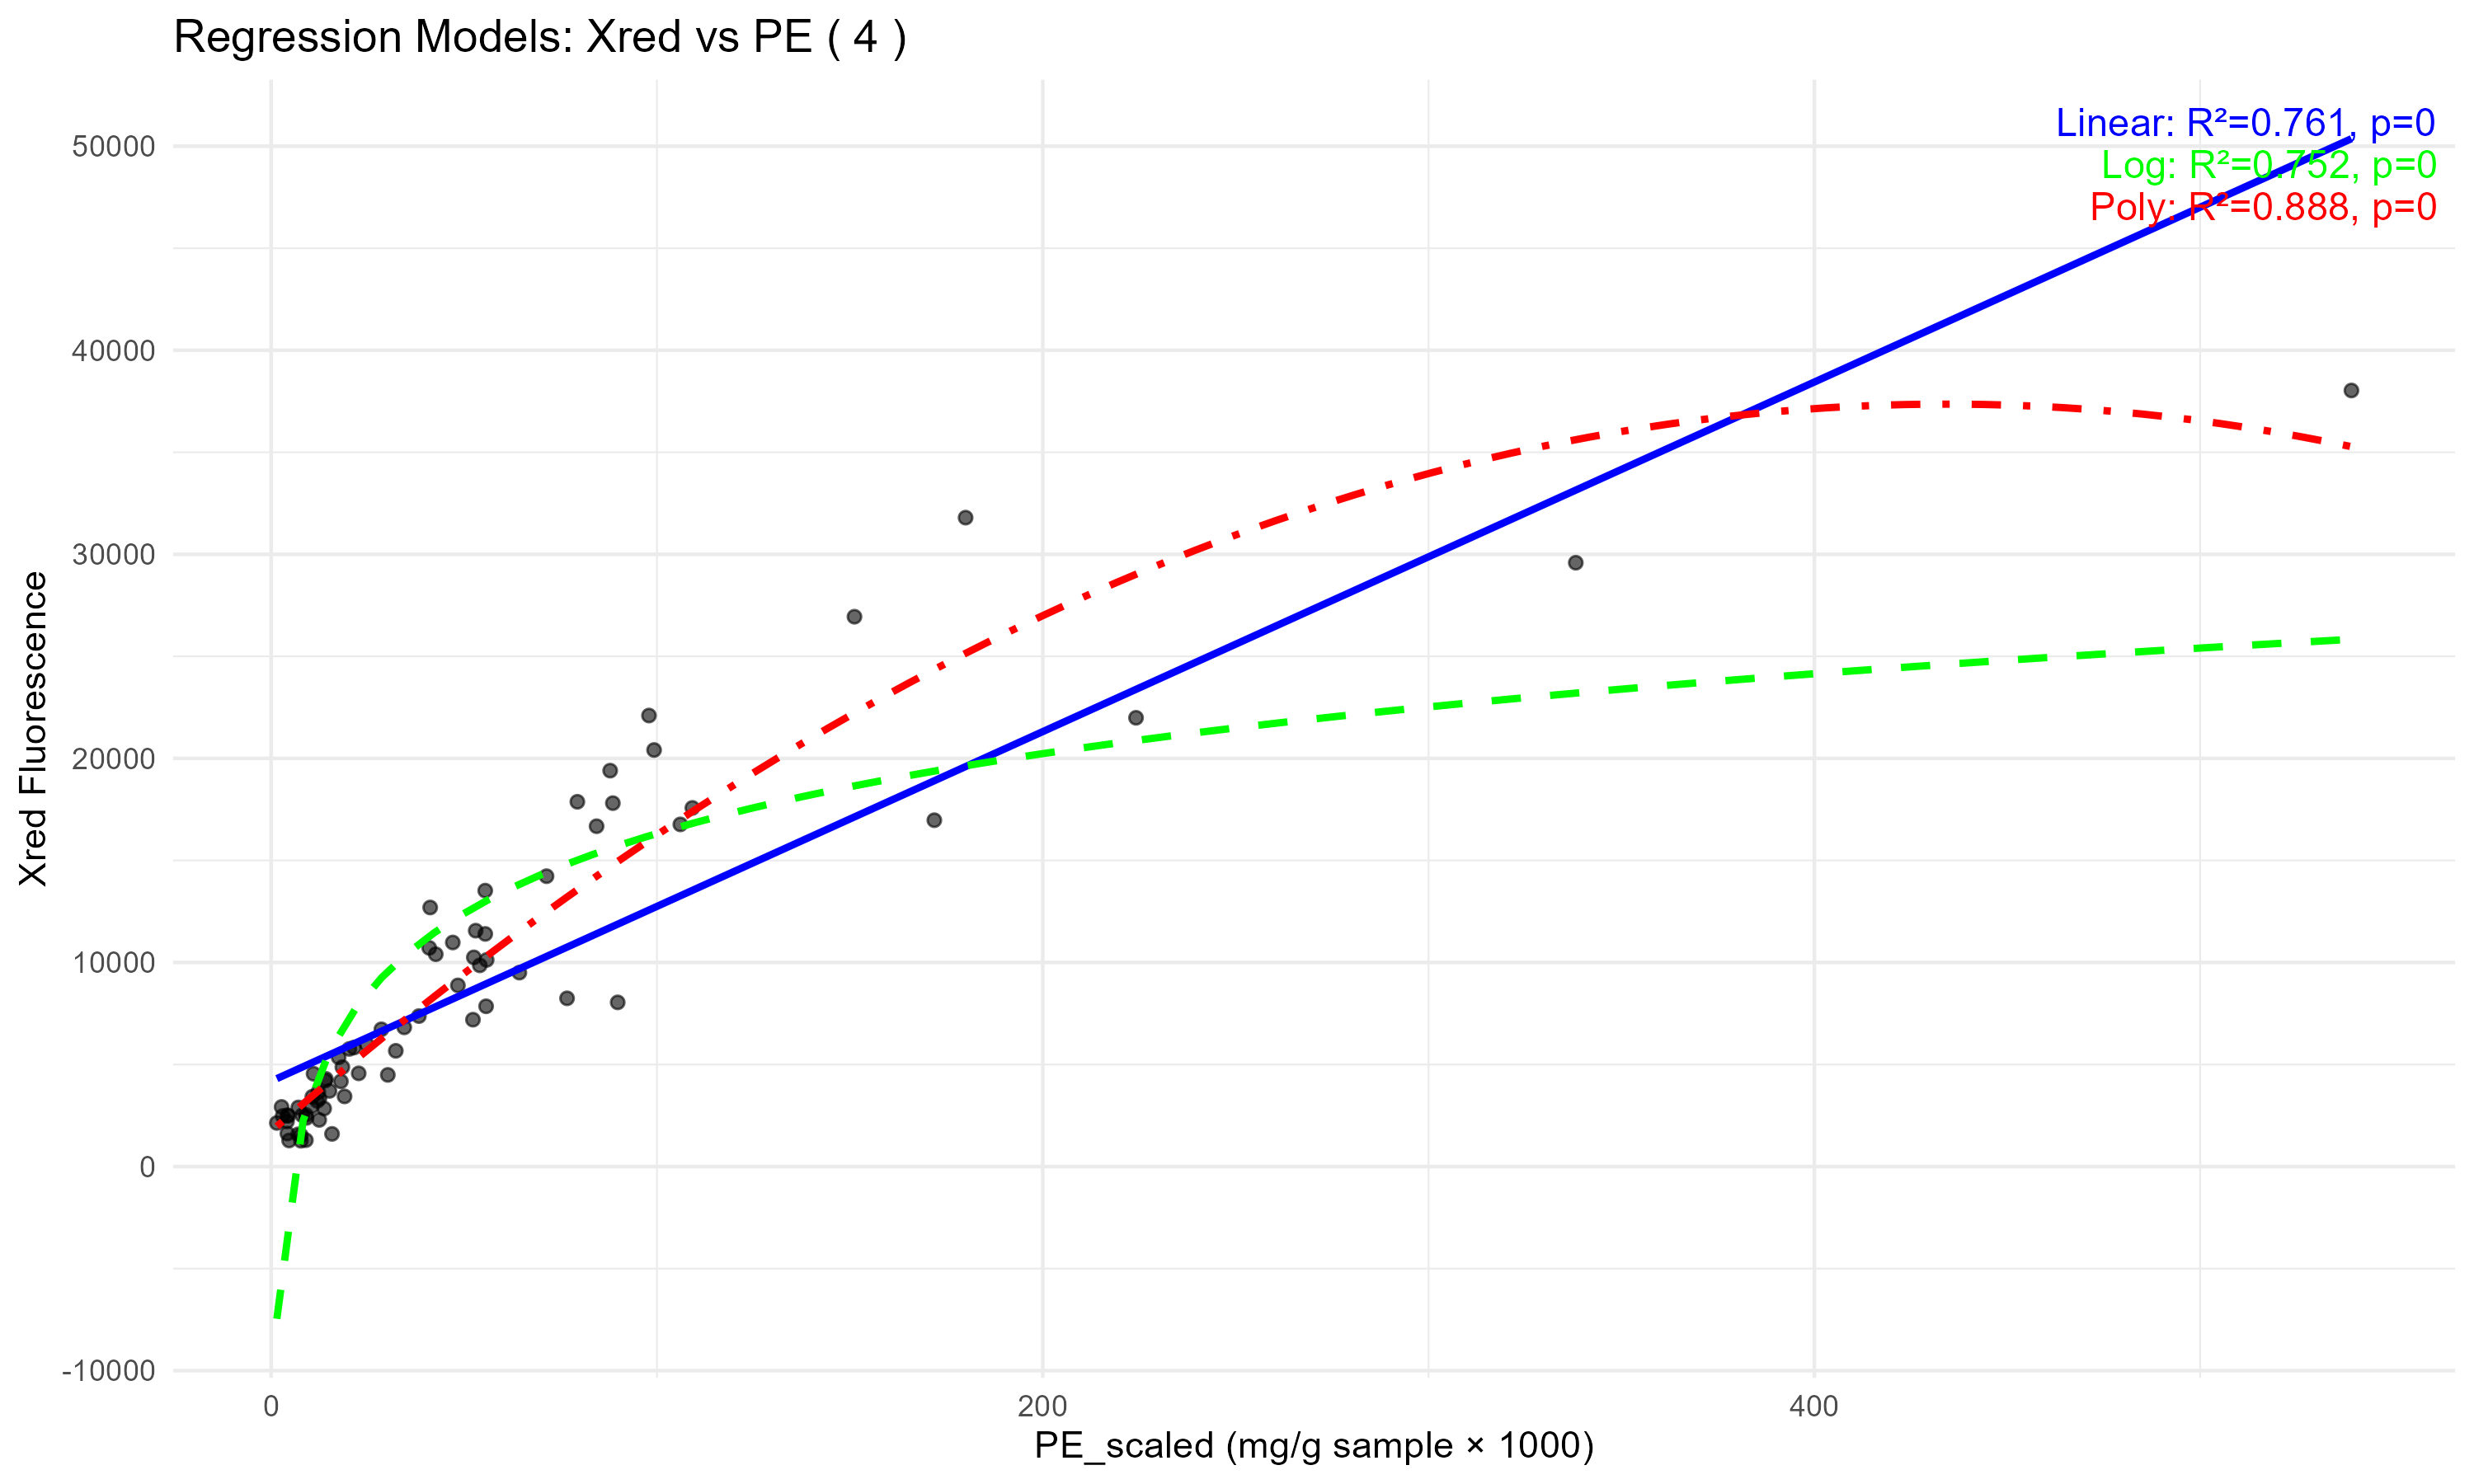 Regression Models: Xred vs PE ( 4 )
Linear: R²=0.761, p=0
Log: R²=0.752, p=0
Poly: R²=0.888, p=0
50000
40000
30000
20000
10000
0
-10000
Xred Fluorescence
0 200 400
PE_scaled (mg/g sample × 1000)